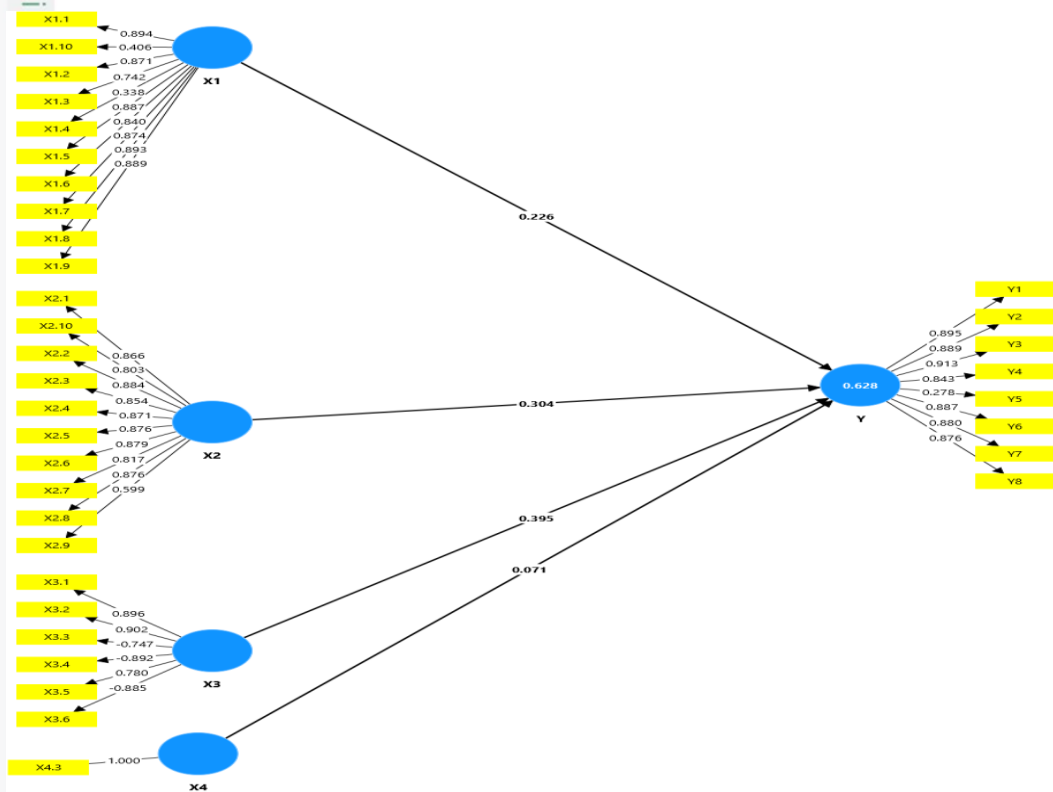 X1.1
X1.10
X1.2
X1.3
X1.4
X1.5
X1.6
X1.7
X1.8
X1.9
0.894
0.406
0.871
0.742
0.338
0.887
0.840
0.874
0.893
0.889
X1
0.226
X2.1
X2.10
X2.2
X2.3
X2.4
X2.5
X2.6
X2.7
X2.8
X2.9
0.866
0.803
0.884
0.854
0.871
0.876
0.879
0.817
0.876
0.599
X2
0.304
X3.1
X3.2
X3.3
X3.4
X3.5
X3.6
0.896
0.902
-0.747
-0.892
0.780
-0.885
X3
0.395
X4.3
1.000
X4
0.071
0.628
Y
0.895
0.889
0.913
0.843
0.278
0.887
0.880
0.876
Y1
Y2
Y3
Y4
Y5
Y6
Y7
Y8